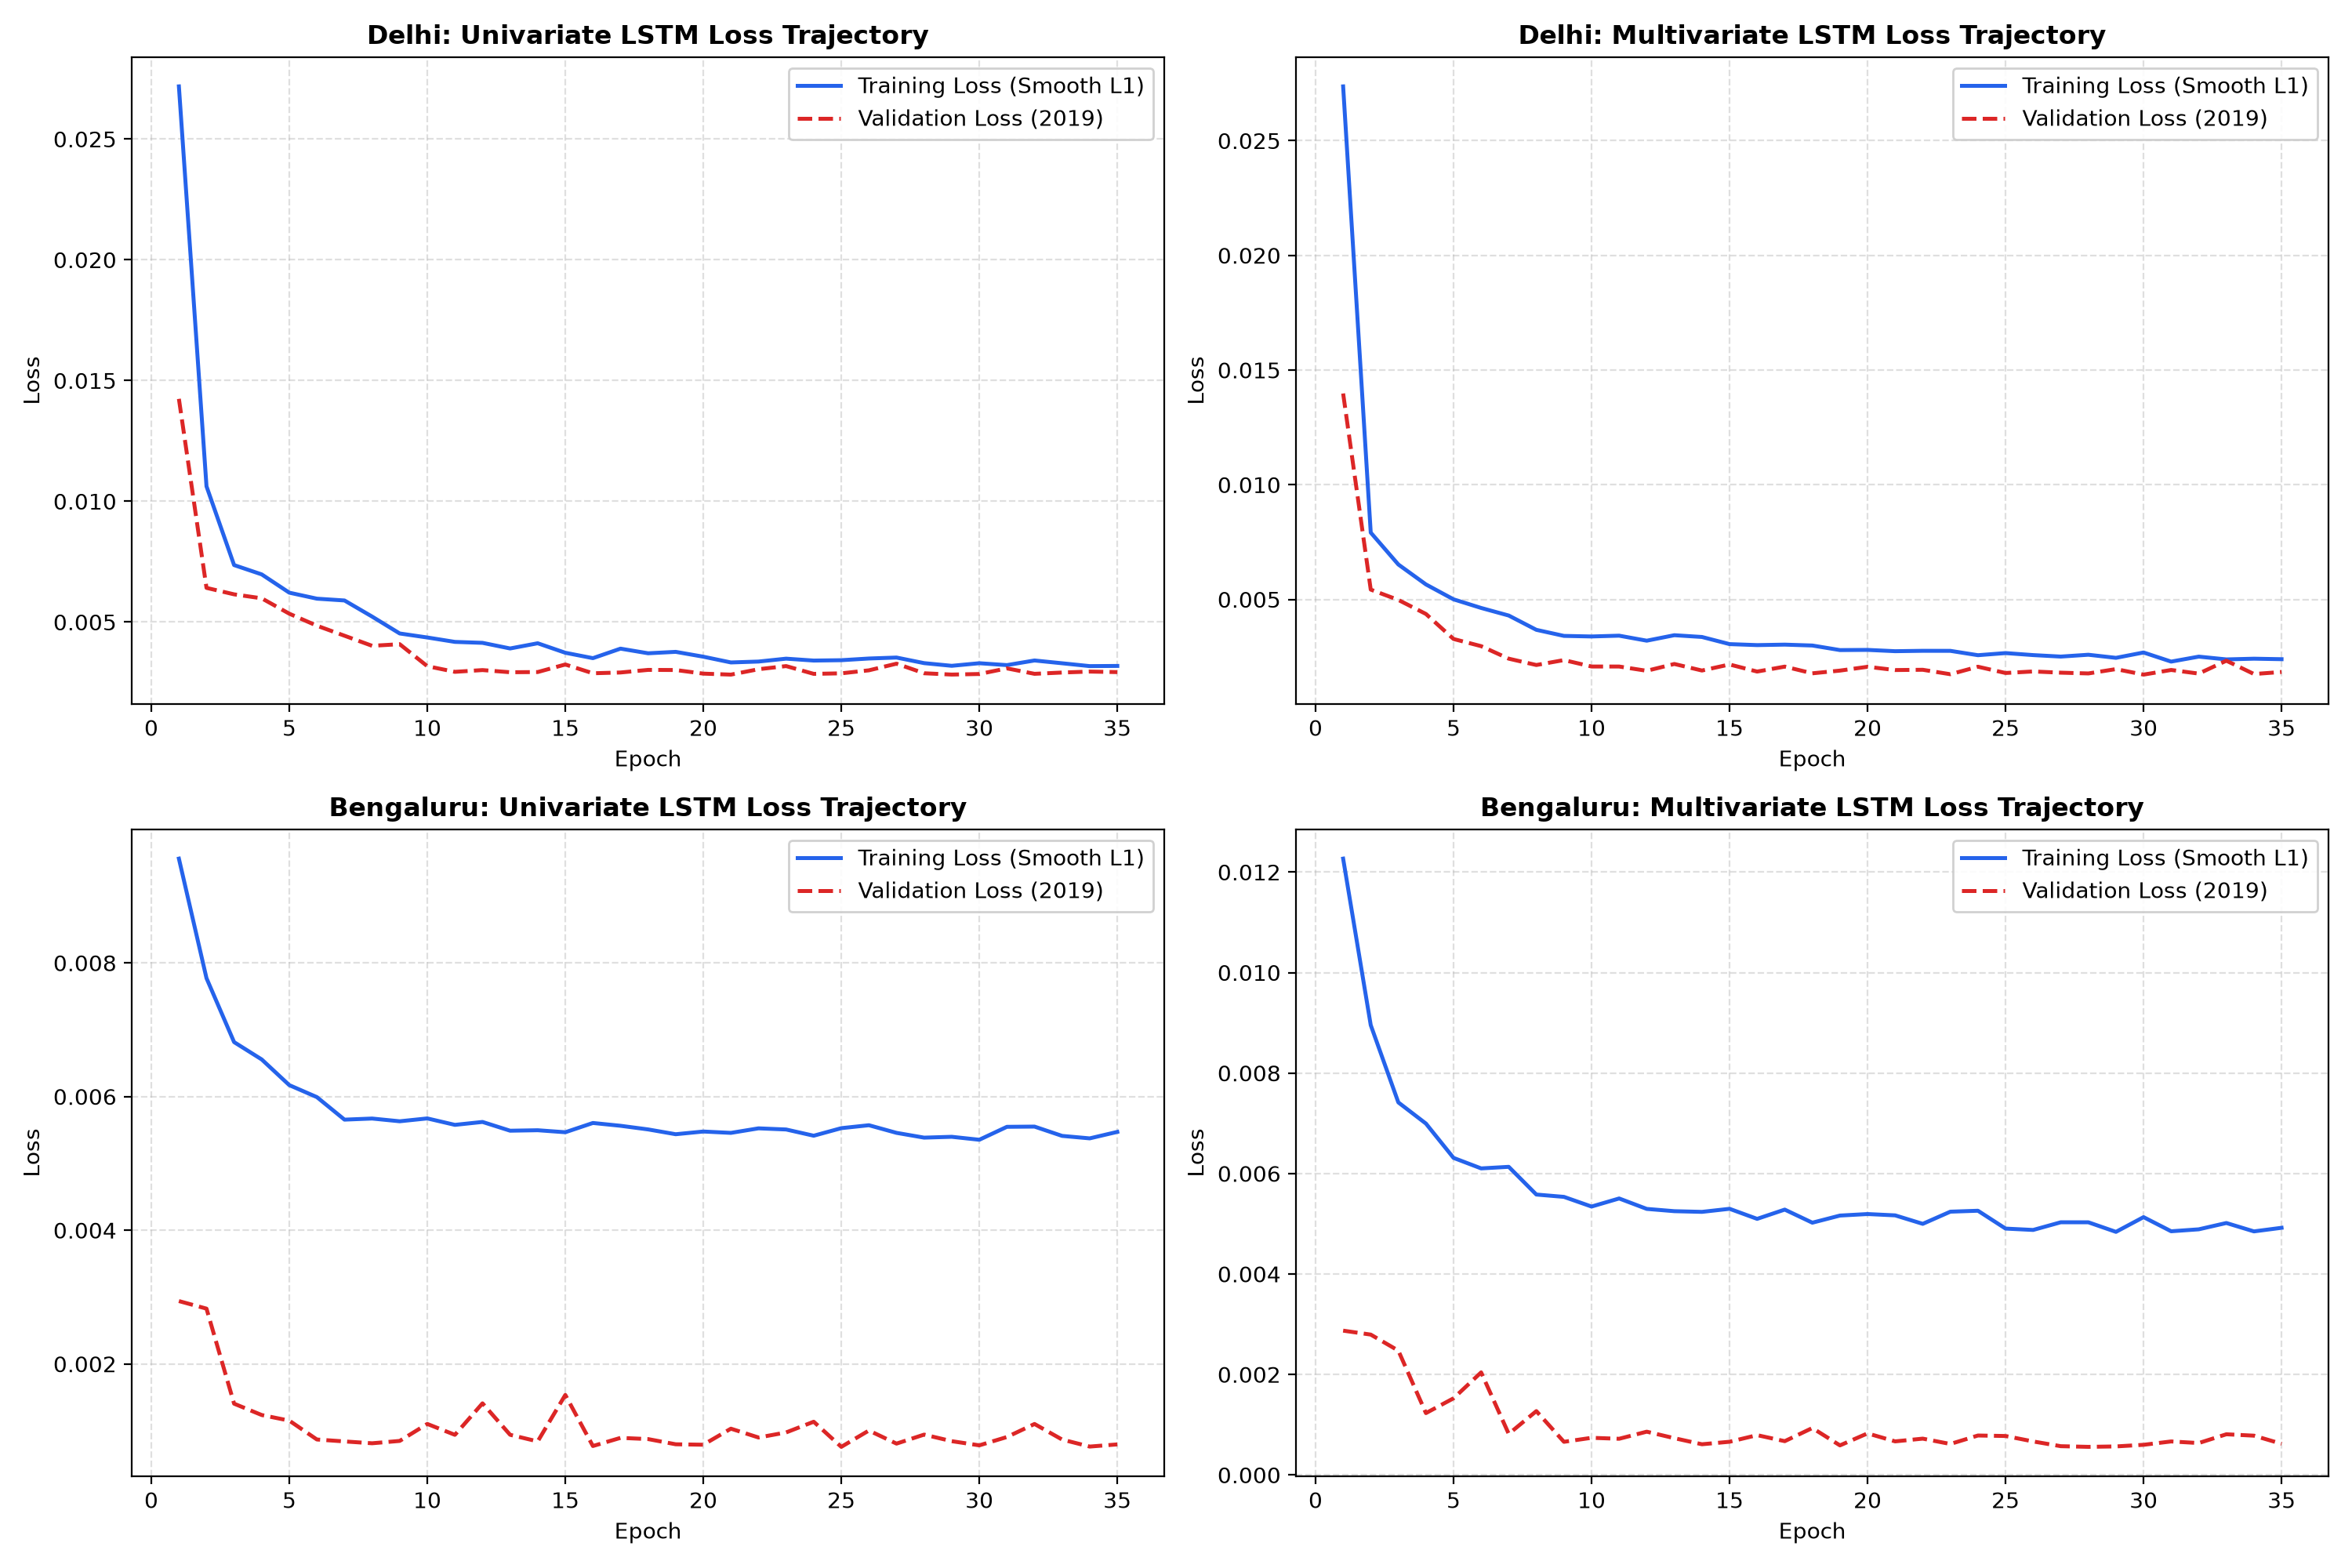 Delhi: Univariate LSTM Loss Trajectory
Training Loss (Smooth L1)
Validation Loss (2019)
Loss
0.025
0.020
0.015
0.010
0.005
0 5 10 15 20 25 30 35
Epoch
Delhi: Multivariate LSTM Loss Trajectory
Training Loss (Smooth L1)
Validation Loss (2019)
Loss
0.025
0.020
0.015
0.010
0.005
0 5 10 15 20 25 30 35
Epoch
Bengaluru: Univariate LSTM Loss Trajectory
Training Loss (Smooth L1)
Validation Loss (2019)
Loss
0.008
0.006
0.004
0.002
0 5 10 15 20 25 30 35
Epoch
Bengaluru: Multivariate LSTM Loss Trajectory
Training Loss (Smooth L1)
Validation Loss (2019)
Loss
0.012
0.010
0.008
0.006
0.004
0.002
0.000
0 5 10 15 20 25 30 35
Epoch